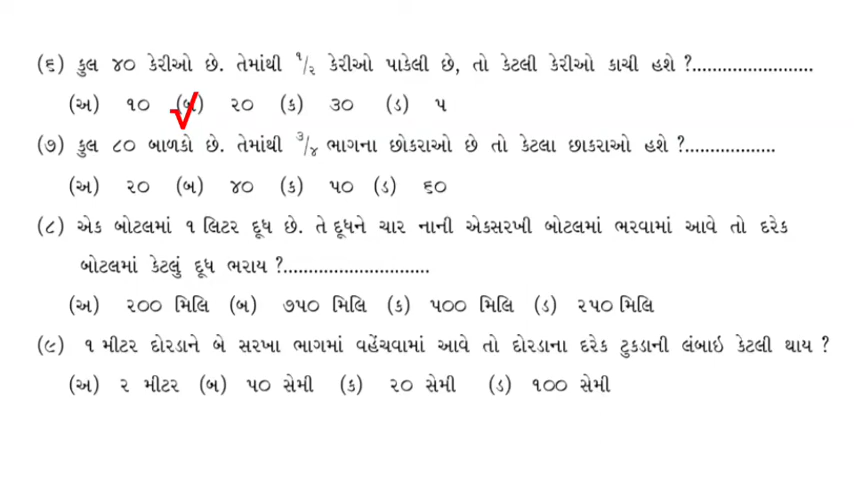 (૬) કુલ ૪૦ કેરીઓ છે. તેમાંથી ૧/૨ કેરીઓ પાકેલી છે, તો કેટલી કેરીઓ કાચી હશે ?........................
(અ) ૧૦ (બ) ૨૦ (ક) ૩૦ (ડ) ૫
(૭) કુલ ૮૦ બાળકો છે. તેમાંથી ૩/૪ ભાગના છોકરાઓ છે તો કેટલા છાકરાઓ હશે ?..................
(અ) ૨૦ (બ) ૪૦ (ક) ૫૦ (ડ) ૬૦
(૮) એક બોટલમાં ૧ લિટર દૂધ છે. તે દૂધને ચાર નાની એકસરખી બોટલમાં ભરવામાં આવે તો દરેક
બોટલમાં કેટલું દૂધ ભરાય ?.............................
(અ) ૨૦૦ મિલિ (બ) ૭૫૦ મિલિ (ક) ૫૦૦ મિલિ (ડ) ૨૫૦ મિલિ
(૯) ૧ મીટર દોરડાને બે સરખા ભાગમાં વહેંચવામાં આવે તો દોરડાના દરેક ટુકડાની લંબાઇ કેટલી થાય ?
(અ) ૨ મીટર (બ) ૫૦ સેમી (ક) ૨૦ સેમી (ડ) ૧૦૦ સેમી